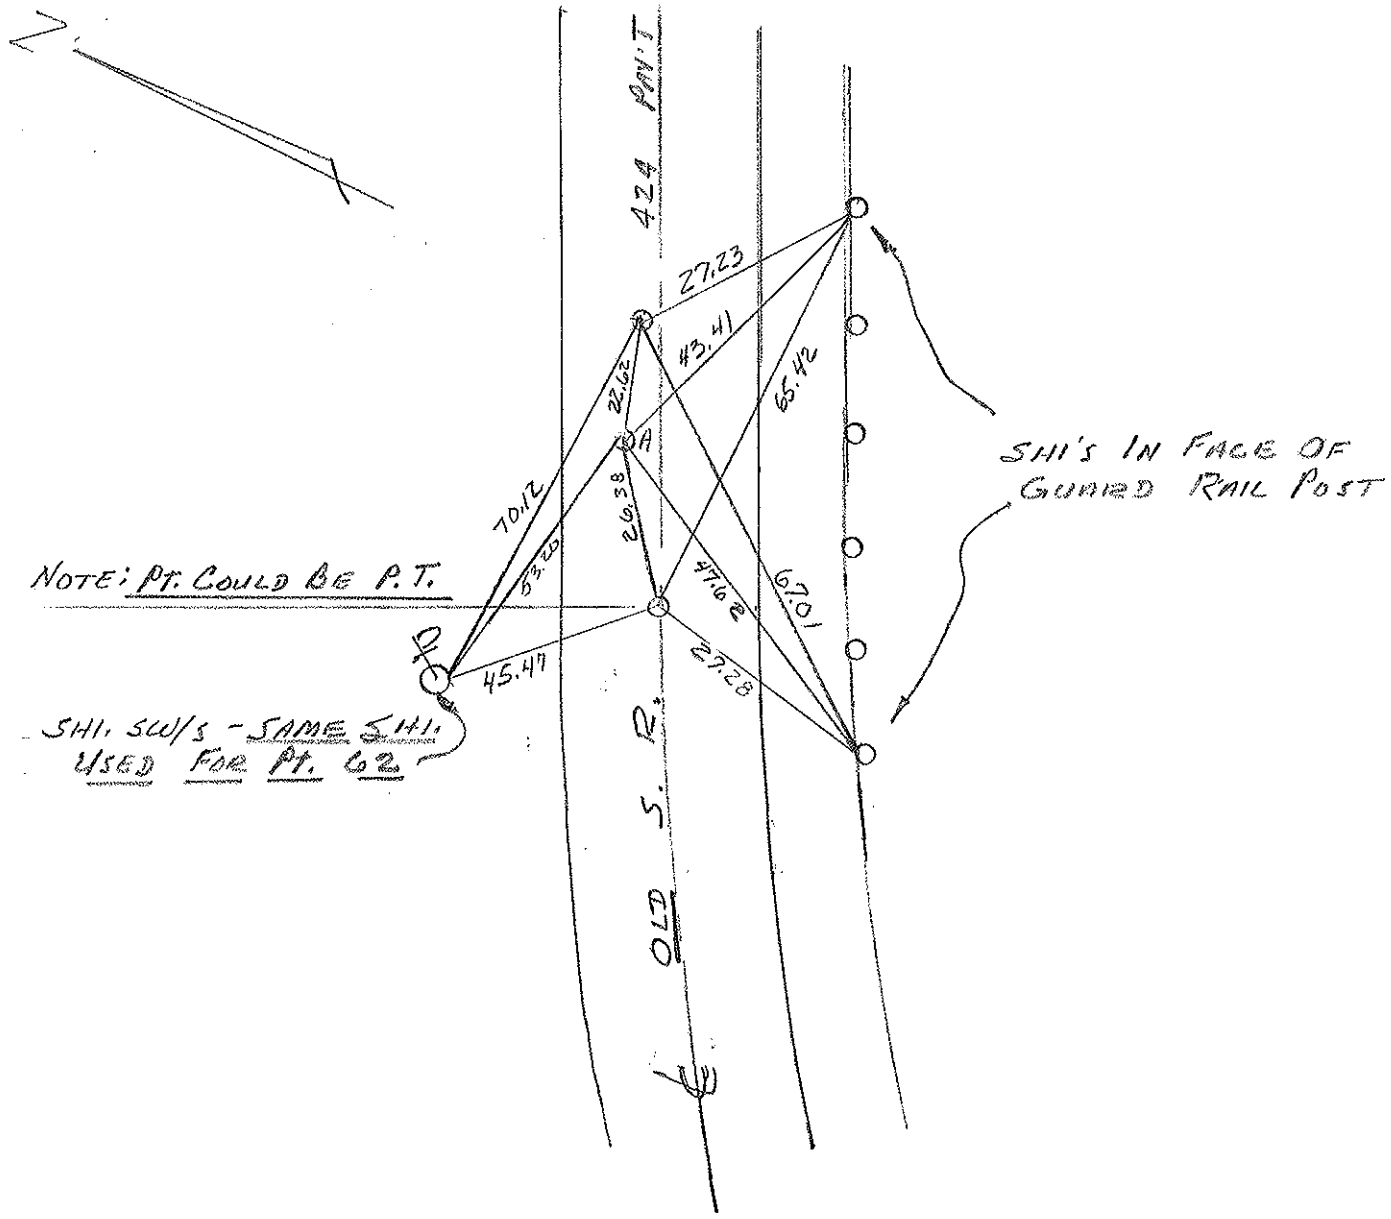 424 PAV'T
27.23
43.41
22.62
65.42
A
SHI'S IN FACE OF
GUARD RAIL POST
70.12
26.38
53.20
NOTE: PT. COULD BE P.T.
47.62
67.01
45.47
27.28
SHI. SW/S - SAME SHI.
USED FOR PT. 62
OLD S. R.